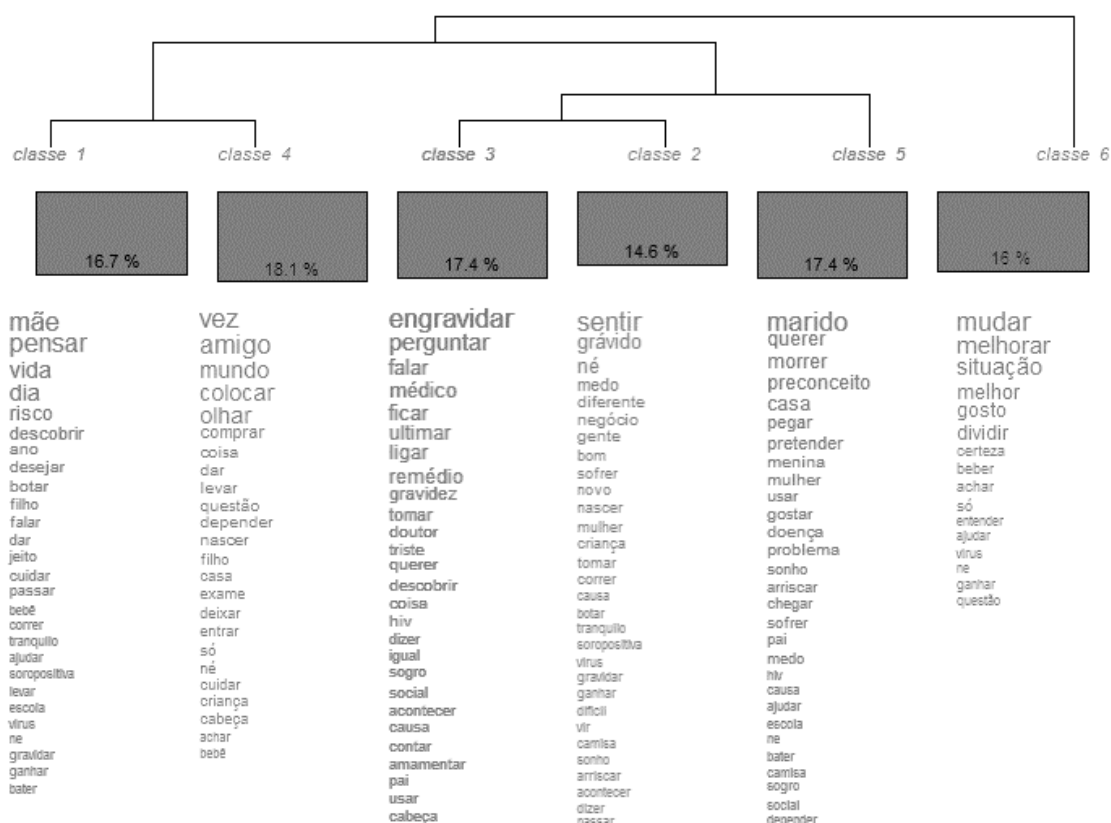 classe 1
classe 4
classe 3
classe 2
classe 5
classe 6
16.7 %
18.1 %
17.4 %
14.6 %
17.4 %
16 %
mãe
pensar
vida
dia
risco
descobrir
ano
desejar
botar
filho
falar
dar
jeito
cuidar
passar
bebê
correr
tranquilo
ajudar
soropositiva
levar
escola
vírus
ne
gravidar
ganhar
bater
vez
amigo
mundo
colocar
olhar
comprar
coisa
dar
levar
questão
depender
nascer
filho
casa
exame
deixar
entrar
só
né
cuidar
criança
cabeça
achar
bebê
engravidar
perguntar
falar
médico
ficar
ultimar
ligar
remédio
gravidez
tomar
doutor
triste
querer
descobrir
coisa
hiv
dizer
igual
sogro
social
acontecer
causa
contar
amamentar
pai
usar
cabeça
sentir
grávido
né
medo
diferente
negócio
gente
bom
sofrer
novo
nascer
mulher
criança
tomar
correr
causa
botar
tranquilo
soropositiva
vírus
gravidar
ganhar
difícil
vir
camisa
sonho
arriscar
acontecer
dizer
passar
marido
querer
morrer
preconceito
casa
pegar
pretender
menina
mulher
usar
gostar
doença
problema
sonho
arriscar
chegar
sofrer
pai
medo
hiv
causa
ajudar
escola
ne
bater
camisa
sogro
social
depender
mudar
melhorar
situação
melhor
gosto
dividir
certeza
beber
achar
só
entender
ajudar
vírus
ne
ganhar
questão